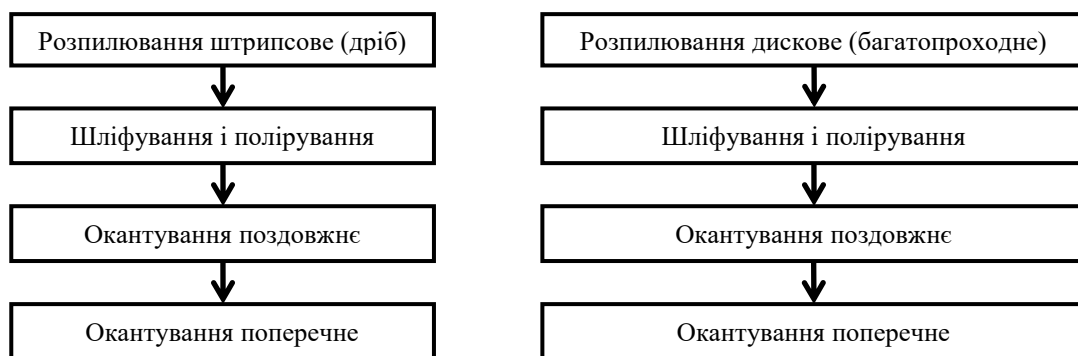 Розпилювання штрипсове (дріб)
Шліфування і полірування
Окантування поздовжнє
Окантування поперечне
Розпилювання дискове (багатопроходне)
Шліфування і полірування
Окантування поздовжнє
Окантування поперечне